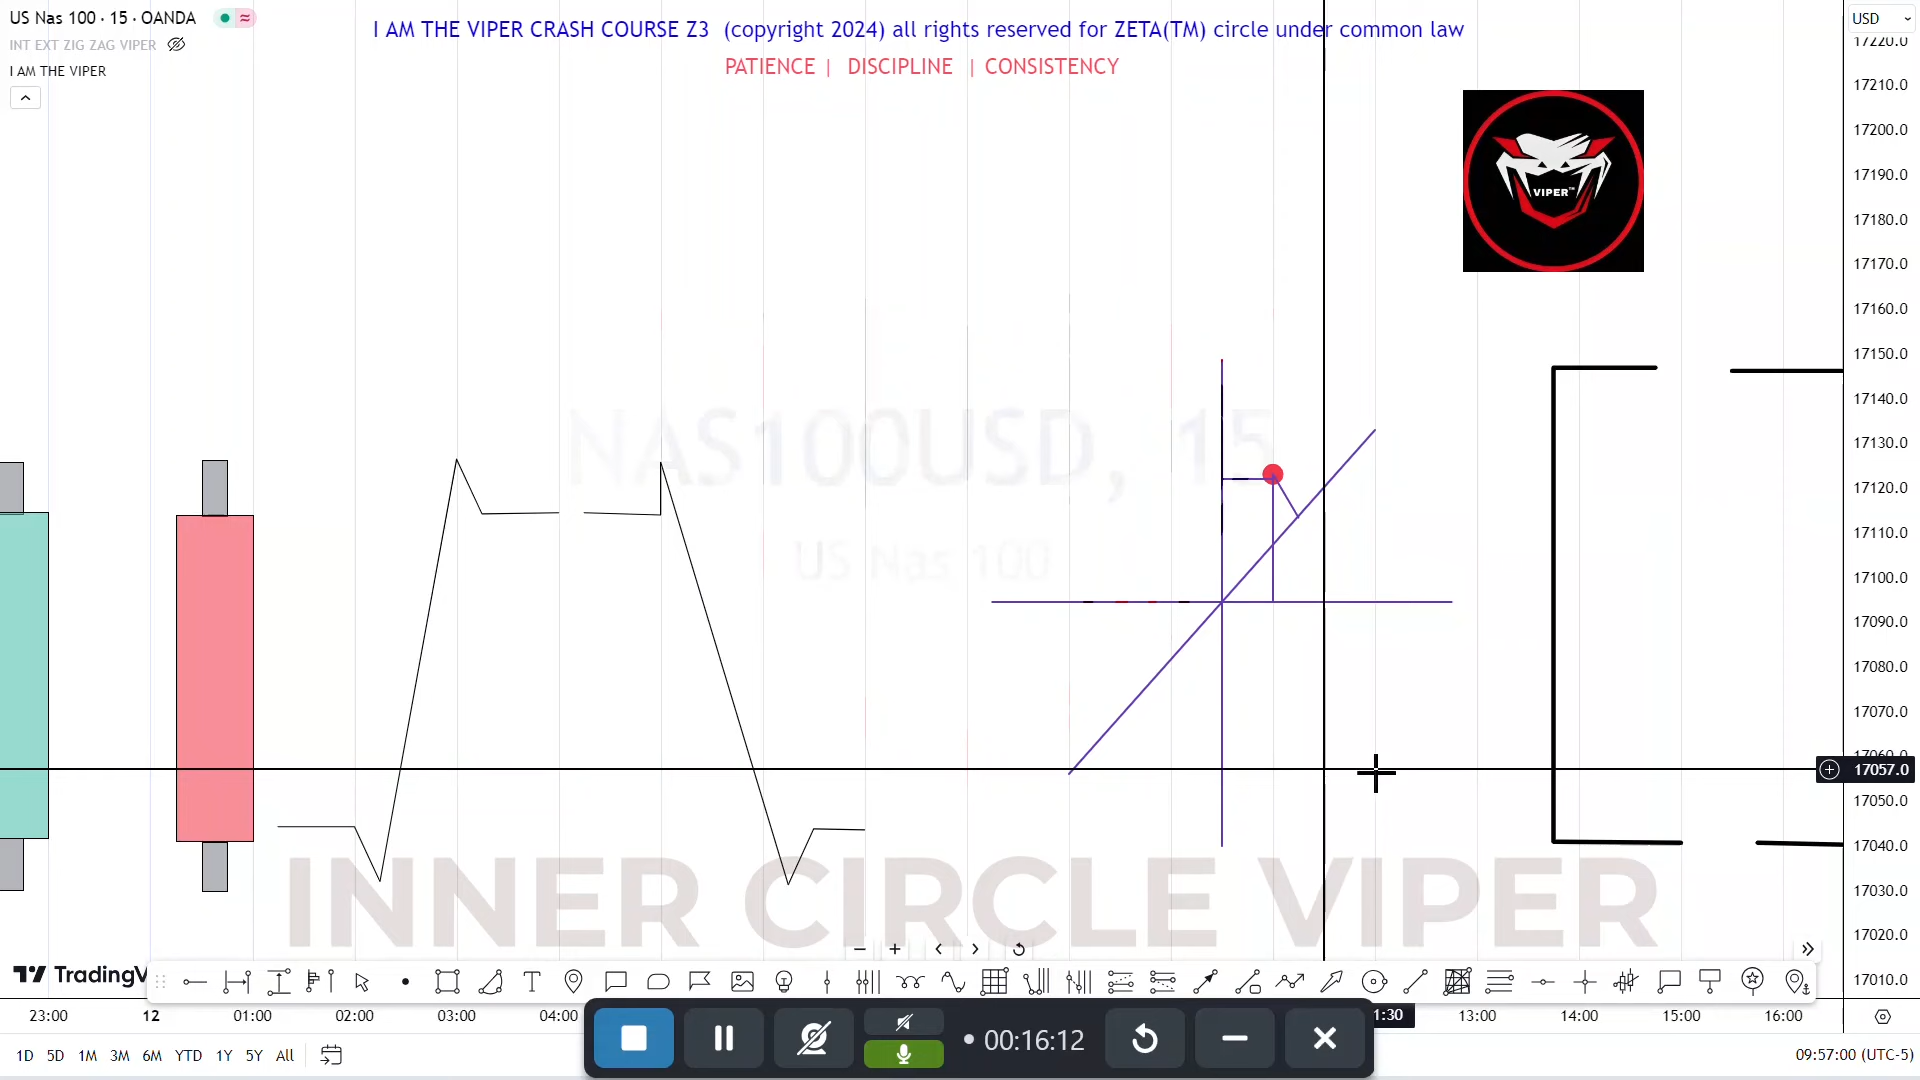 US Nas 100 · 15 · OANDA
INT EXT ZIG ZAG VIPER
I AM THE VIPER
I AM THE VIPER CRASH COURSE Z3 (copyright 2024) all rights reserved for ZETA(TM) circle under common law
PATIENCE | DISCIPLINE | CONSISTENCY
USD
17220.0
17210.0
17200.0
17190.0
17180.0
17170.0
17160.0
17150.0
17140.0
17130.0
17120.0
17110.0
17100.0
17090.0
17080.0
17070.0
17060.0
17057.0
17050.0
17040.0
17030.0
17020.0
17010.0
VIPER™
NAS100USD, 15
US Nas 100
INNER CIRCLE VIPER
TradingV
23:00 12 01:00 02:00 03:00 04:00 1:30 13:00 14:00 15:00 16:00
00:16:12
1D 5D 1M 3M 6M YTD 1Y 5Y All
09:57:00 (UTC-5)